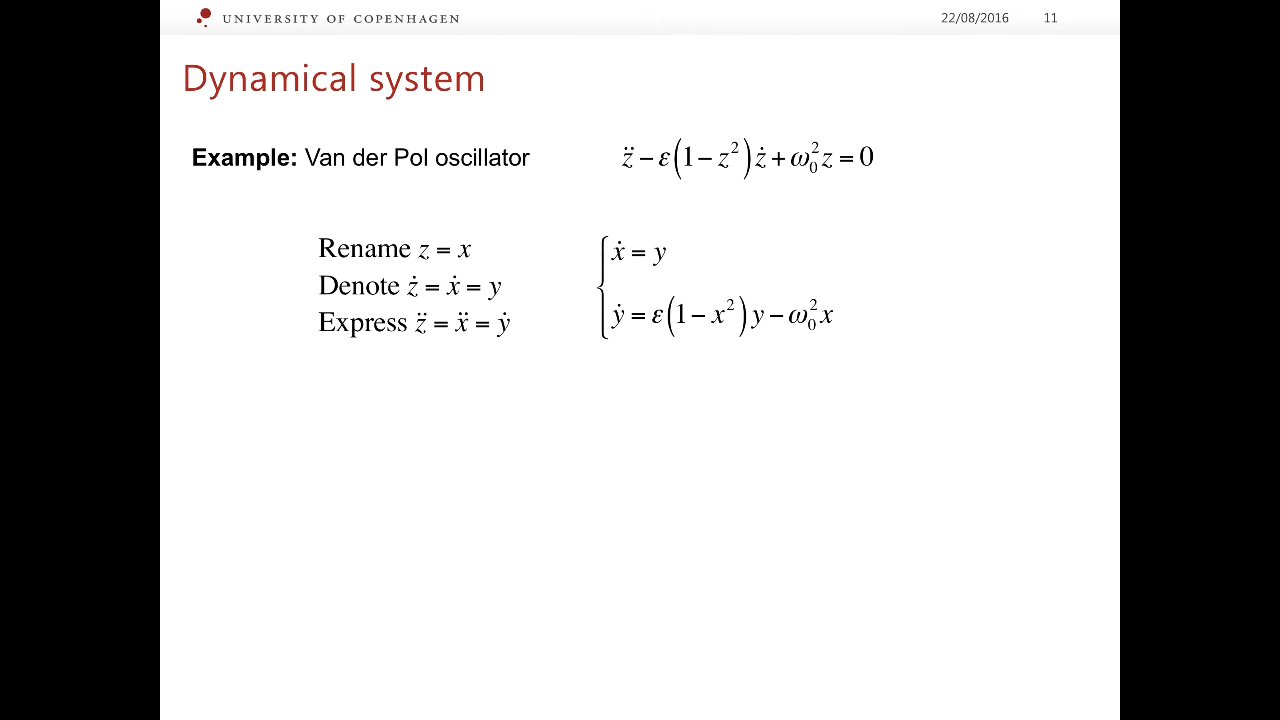 UNIVERSITY OF COPENHAGEN 22/08/2016 11
Dynamical system
Example: Van der Pol oscillator z̈ − ε(1 − z²)ż + ω₀²z = 0
Rename z = x
Denote ż = ẋ = y
Express z̈ = ẍ = ẏ
ẋ = y
ẏ = ε(1 − x²)y − ω₀²x